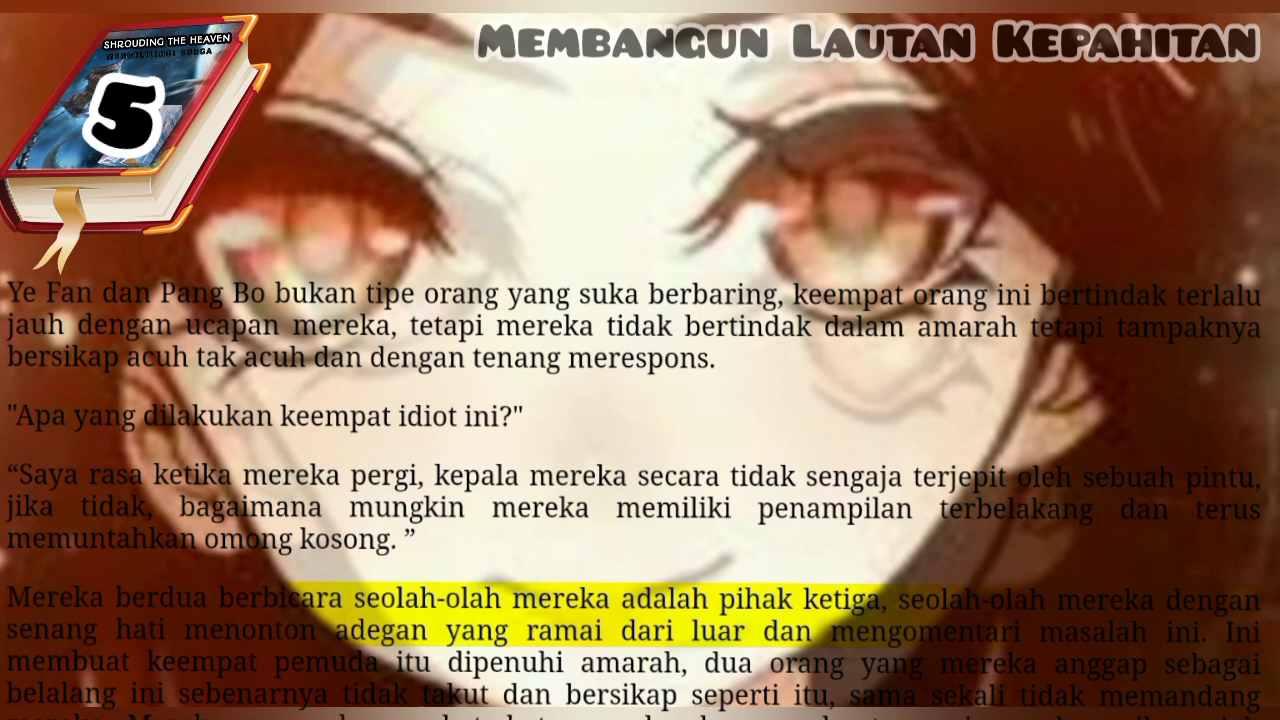 SHROUDING THE HEAVEN
5
Membangun Lautan Kepahitan
Ye Fan dan Pang Bo bukan tipe orang yang suka berbaring, keempat orang ini bertindak terlalu
jauh dengan ucapan mereka, tetapi mereka tidak bertindak dalam amarah tetapi tampaknya
bersikap acuh tak acuh dan dengan tenang merespons.
"Apa yang dilakukan keempat idiot ini?"
“Saya rasa ketika mereka pergi, kepala mereka secara tidak sengaja terjepit oleh sebuah pintu,
jika tidak, bagaimana mungkin mereka memiliki penampilan terbelakang dan terus
memuntahkan omong kosong. ”
Mereka berdua berbicara seolah-olah mereka adalah pihak ketiga, seolah-olah mereka dengan
senang hati menonton adegan yang ramai dari luar dan mengomentari masalah ini. Ini
membuat keempat pemuda itu dipenuhi amarah, dua orang yang mereka anggap sebagai
belalang ini sebenarnya tidak takut dan bersikap seperti itu, sama sekali tidak memandang